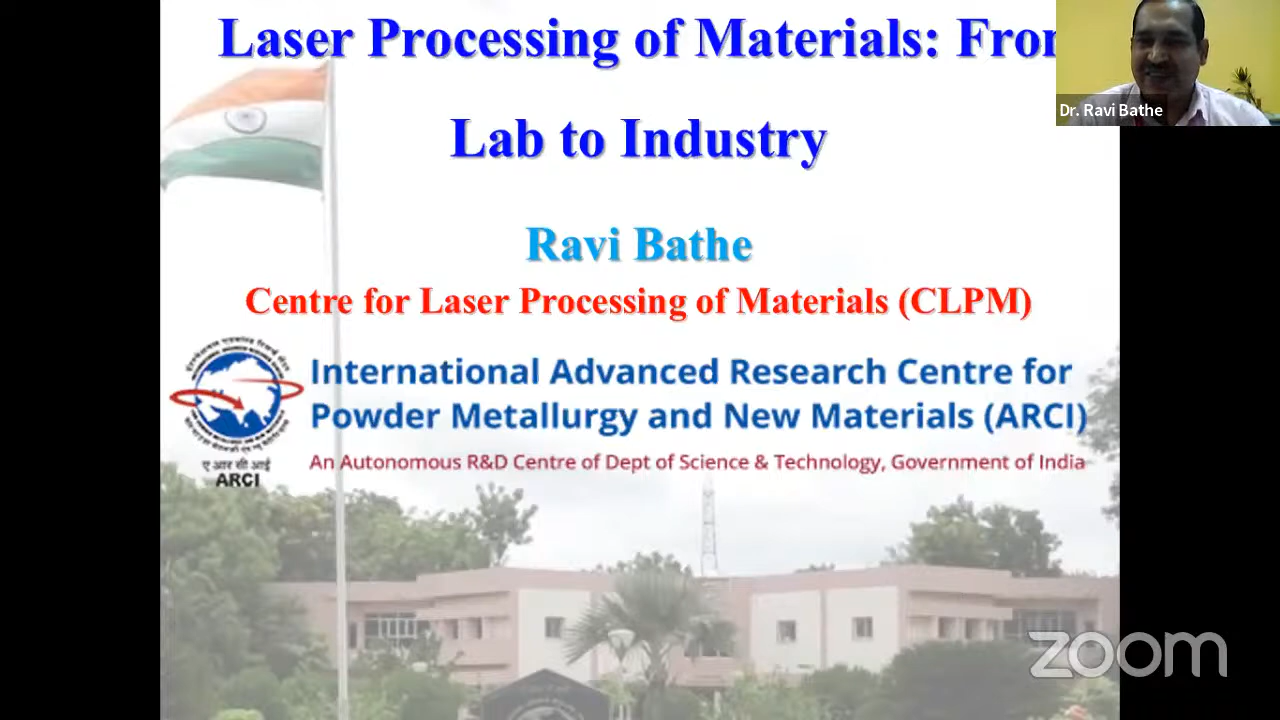 Laser Processing of Materials: From
Dr. Ravi Bathe
Lab to Industry
Ravi Bathe
Centre for Laser Processing of Materials (CLPM)
International Advanced Research Centre for
Powder Metallurgy and New Materials (ARCI)
An Autonomous R&D Centre of Dept of Science & Technology, Government of India
ए आर सी आई
ARCI
zoom